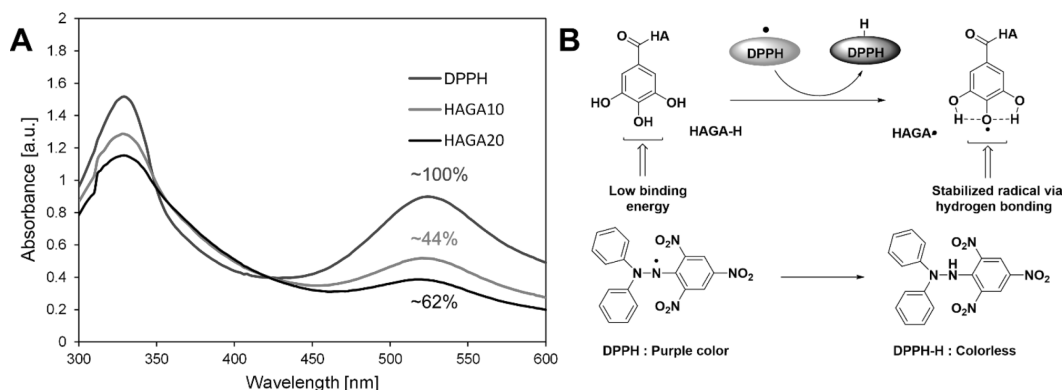 A
Absorbance [a.u.]
2
1.8
1.6
1.4
1.2
1
0.8
0.6
0.4
0.2
0
300
350
400
450
500
550
600
Wavelength [nm]
DPPH
HAGA10
HAGA20
~100%
~44%
~62%
B
O
HA
HO
OH
OH
HAGA-H
DPPH
H
DPPH
O
HA
O
O
H
O
H
HAGA•
Low binding
energy
Stabilized radical via
hydrogen bonding
O₂N
N
N
NO₂
O₂N
DPPH : Purple color
O₂N
H
N
N
NO₂
O₂N
DPPH-H : Colorless